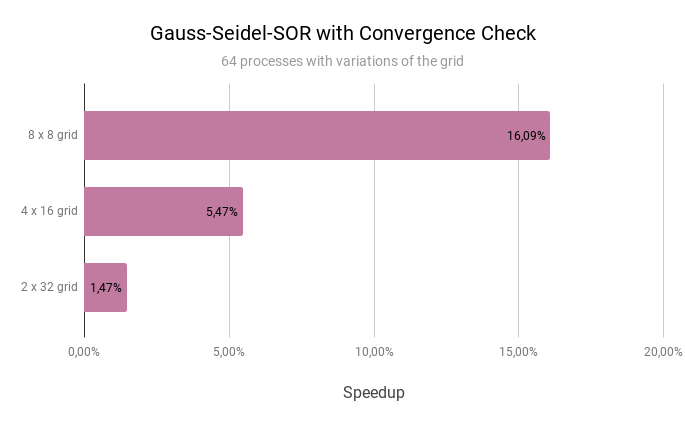 Gauss-Seidel-SOR with Convergence Check
64 processes with variations of the grid
8 x 8 grid
16,09%
4 x 16 grid
5,47%
2 x 32 grid
1,47%
0,00%
5,00%
10,00%
15,00%
20,00%
Speedup